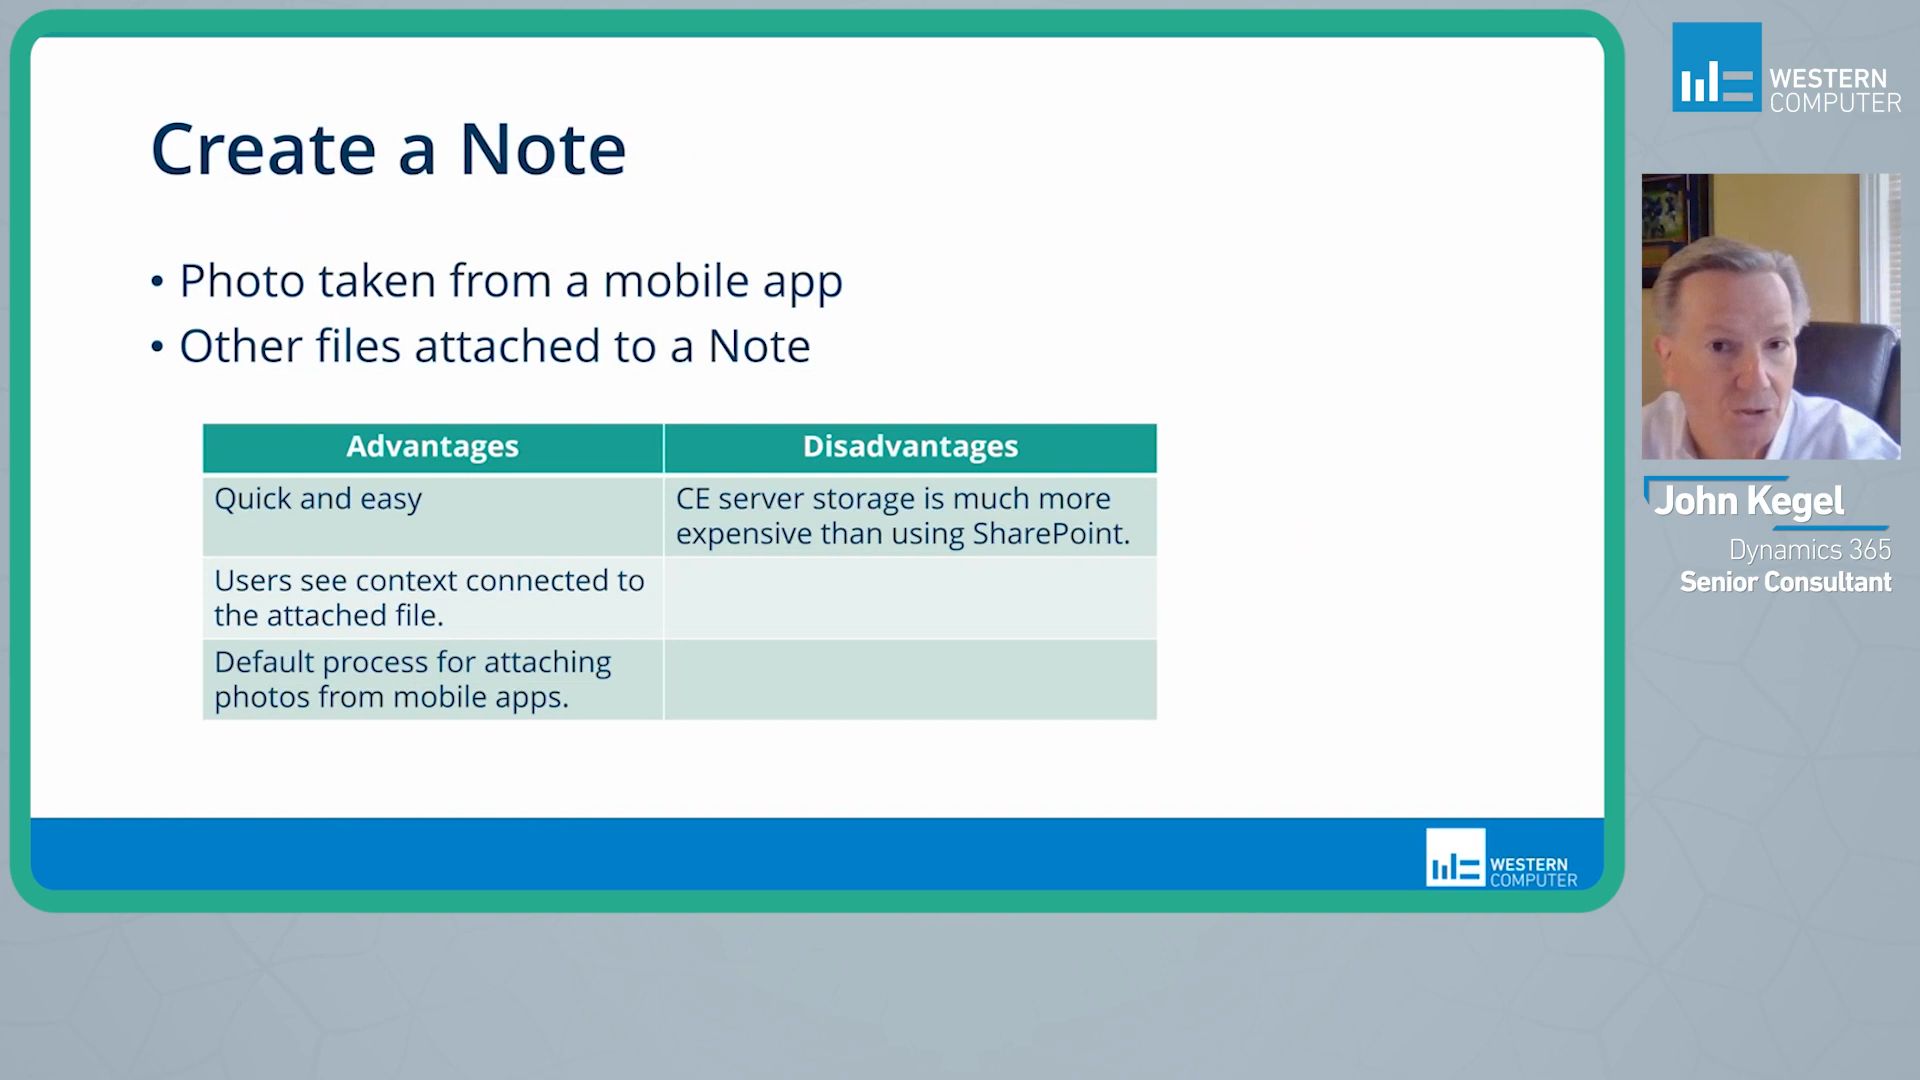 Create a Note
• Photo taken from a mobile app
• Other files attached to a Note
Advantages
Disadvantages
Quick and easy
CE server storage is much more
expensive than using SharePoint.
Users see context connected to
the attached file.
Default process for attaching
photos from mobile apps.
WESTERN
COMPUTER
WESTERN
COMPUTER
John Kegel
Dynamics 365
Senior Consultant